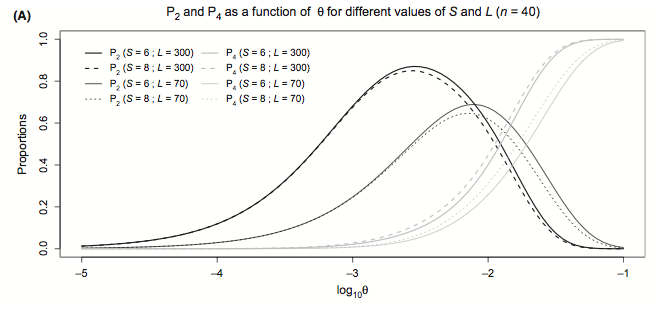 (A)
P₂ and P₄ as a function of θ for different values of S and L (n = 40)
P₂ (S = 6 ; L = 300)
P₂ (S = 8 ; L = 300)
P₂ (S = 6 ; L = 70)
P₂ (S = 8 ; L = 70)
P₄ (S = 6 ; L = 300)
P₄ (S = 8 ; L = 300)
P₄ (S = 6 ; L = 70)
P₄ (S = 8 ; L = 70)
Proportions
1.0
0.8
0.6
0.4
0.2
0.0
−5
−4
−3
−2
−1
log₁₀θ